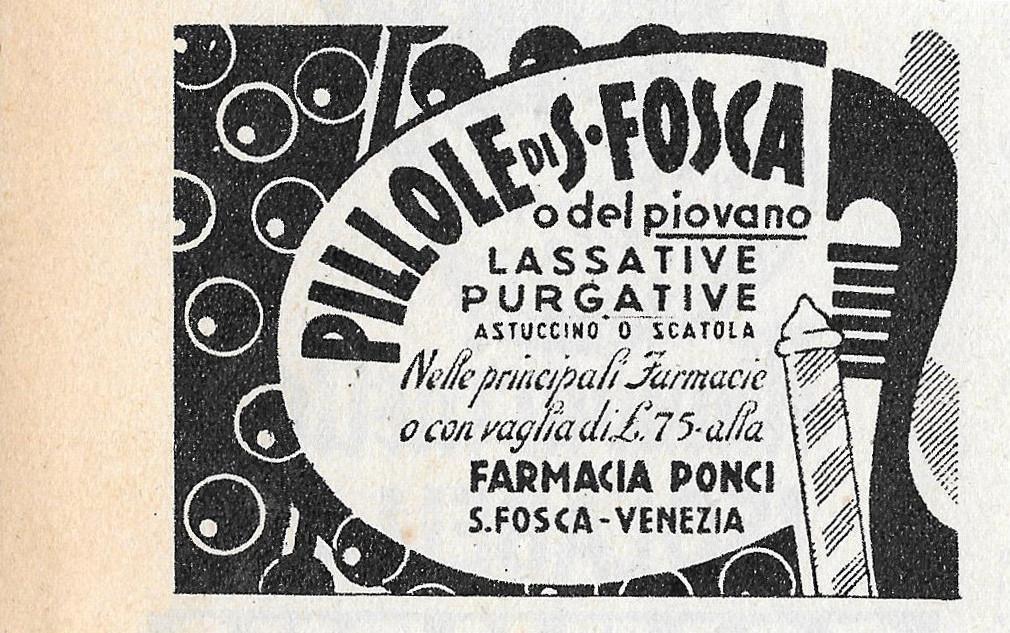 PILLOLE DI S. FOSCA
o del piovano
LASSATIVE
PURGATIVE
ASTUCCINO O SCATOLA
Nelle principali Farmacie
o con vaglia di £. 75- alla
FARMACIA PONCI
S. FOSCA - VENEZIA